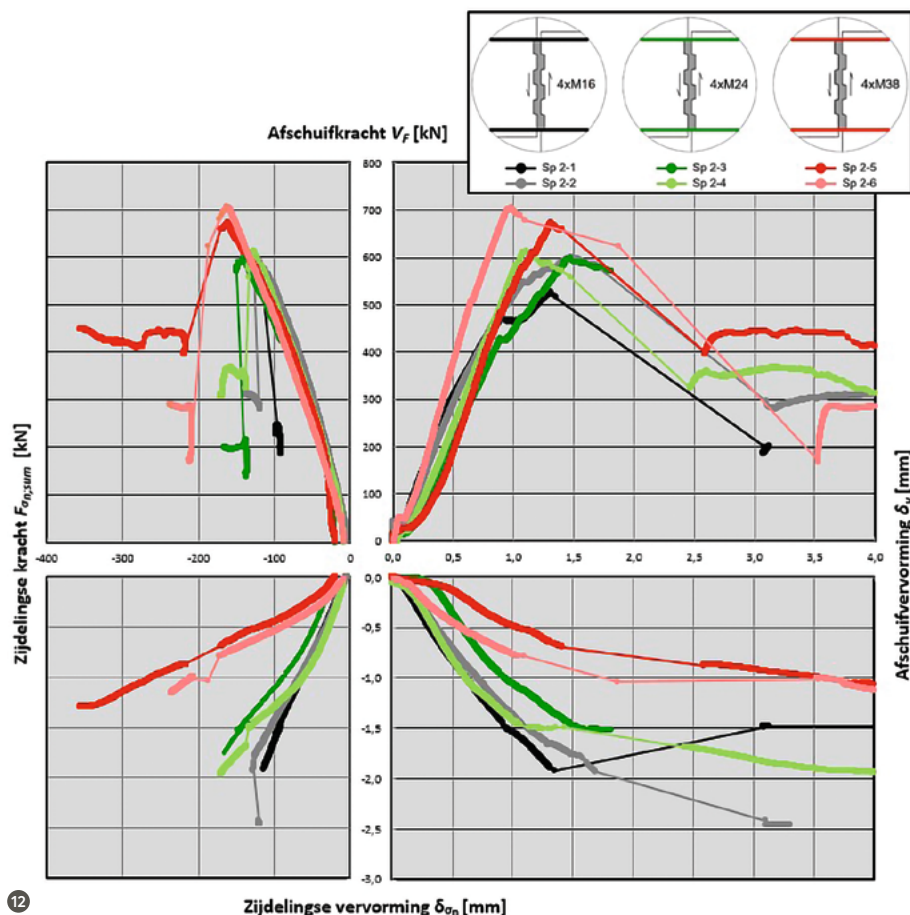 4xM16
4xM24
4xM38
Sp 2-1
Sp 2-3
Sp 2-5
Sp 2-2
Sp 2-4
Sp 2-6
Afschuifkracht V_F [kN]
800
700
600
500
400
300
200
100
0
-400 -300 -200 -100 0
0,0 0,5 1,0 1,5 2,0 2,5 3,0 3,5 4,0
Zijdelingse kracht F_σn,sum [kN]
Afschuifvervorming δ_v [mm]
0,0
-0,5
-1,0
-1,5
-2,0
-2,5
-3,0
12
Zijdelingse vervorming δ_σn [mm]